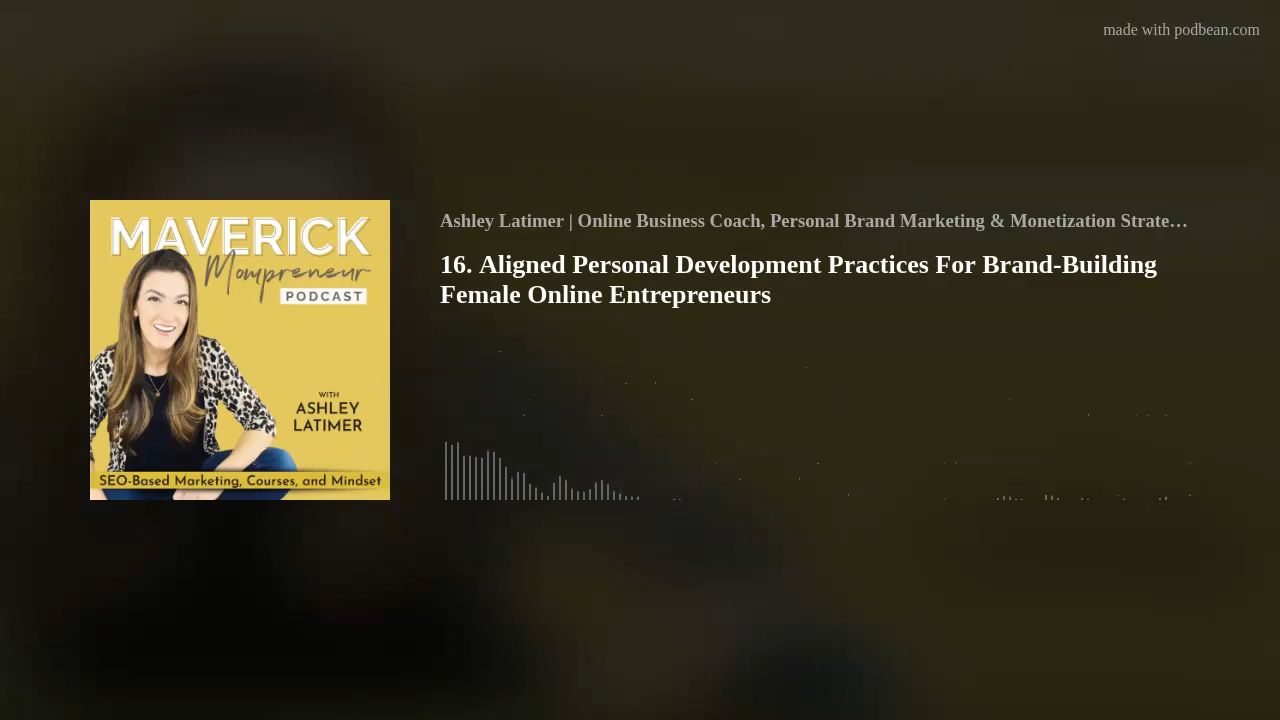 made with podbean.com
MAVERICK
Mompreneur
PODCAST
WITH
ASHLEY
LATIMER
SEO-Based Marketing, Courses, and Mindset
Ashley Latimer | Online Business Coach, Personal Brand Marketing & Monetization Strate…
16. Aligned Personal Development Practices For Brand-Building
Female Online Entrepreneurs